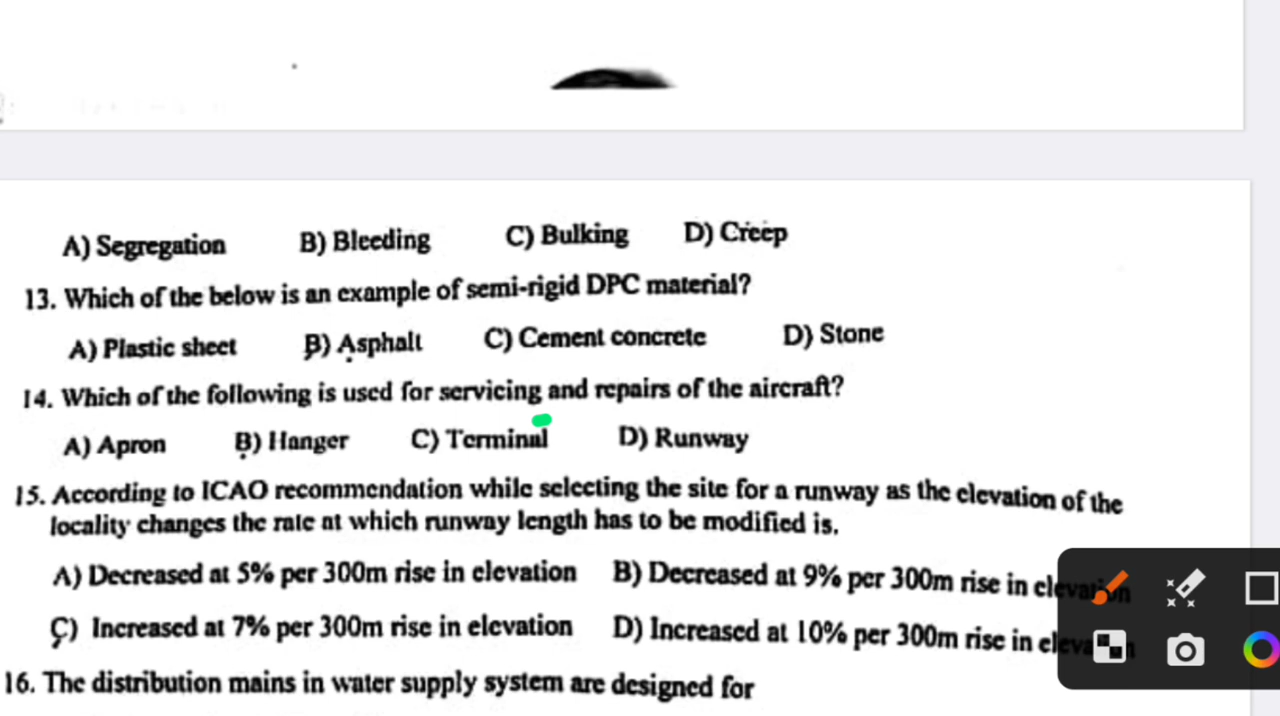 A) Segregation B) Bleeding C) Bulking D) Creep
13. Which of the below is an example of semi-rigid DPC material?
A) Plastic sheet B) Asphalt C) Cement concrete D) Stone
14. Which of the following is used for servicing and repairs of the aircraft?
A) Apron B) Hanger C) Terminal D) Runway
15. According to ICAO recommendation while selecting the site for a runway as the elevation of the
locality changes the rate at which runway length has to be modified is.
A) Decreased at 5% per 300m rise in elevation B) Decreased at 9% per 300m rise in elevation
C) Increased at 7% per 300m rise in elevation D) Increased at 10% per 300m rise in elevation
16. The distribution mains in water supply system are designed for